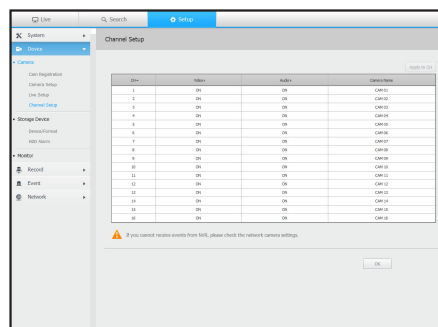 Live
Search
Setup
System
Device
Camera
Cam Registration
Camera Setup
Live Setup
Channel Setup
Storage Device
Device/Format
HDD Alarm
Monitor
Record
Event
Network
Channel Setup
Apply to CH
CH Video Audio Camera Name
1 ON ON CAM 01
2 ON ON CAM 02
3 ON ON CAM 03
4 ON ON CAM 04
5 ON ON CAM 05
6 ON ON CAM 06
7 ON ON CAM 07
8 ON ON CAM 08
9 ON ON CAM 09
10 ON ON CAM 10
11 ON ON CAM 11
12 ON ON CAM 12
13 ON ON CAM 13
14 ON ON CAM 14
15 ON ON CAM 15
16 ON ON CAM 16
If you cannot receive events from NVR, please check the network camera settings.
OK